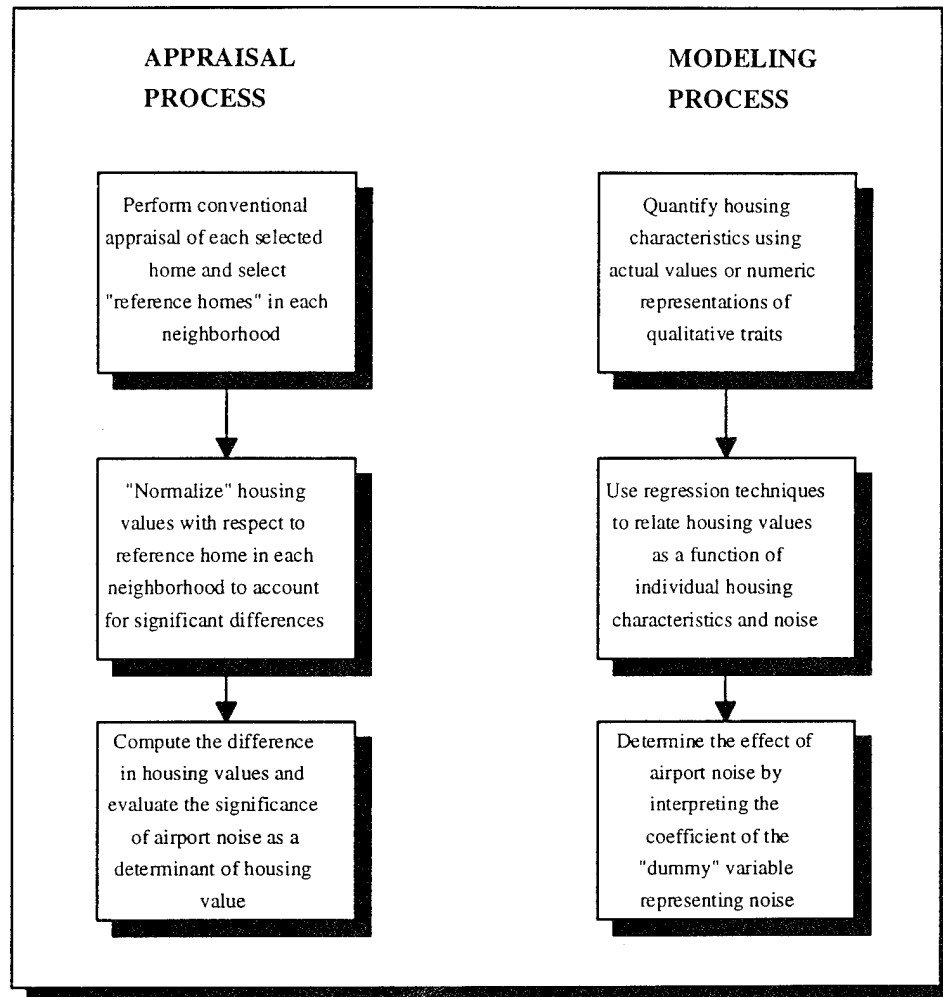 APPRAISAL
PROCESS
Perform conventional
appraisal of each selected
home and select
"reference homes" in each
neighborhood
"Normalize" housing
values with respect to
reference home in each
neighborhood to account
for significant differences
Compute the difference
in housing values and
evaluate the significance
of airport noise as a
determinant of housing
value
MODELING
PROCESS
Quantify housing
characteristics using
actual values or numeric
representations of
qualitative traits
Use regression techniques
to relate housing values
as a function of
individual housing
characteristics and noise
Determine the effect of
airport noise by
interpreting the
coefficient of the
"dummy" variable
representing noise